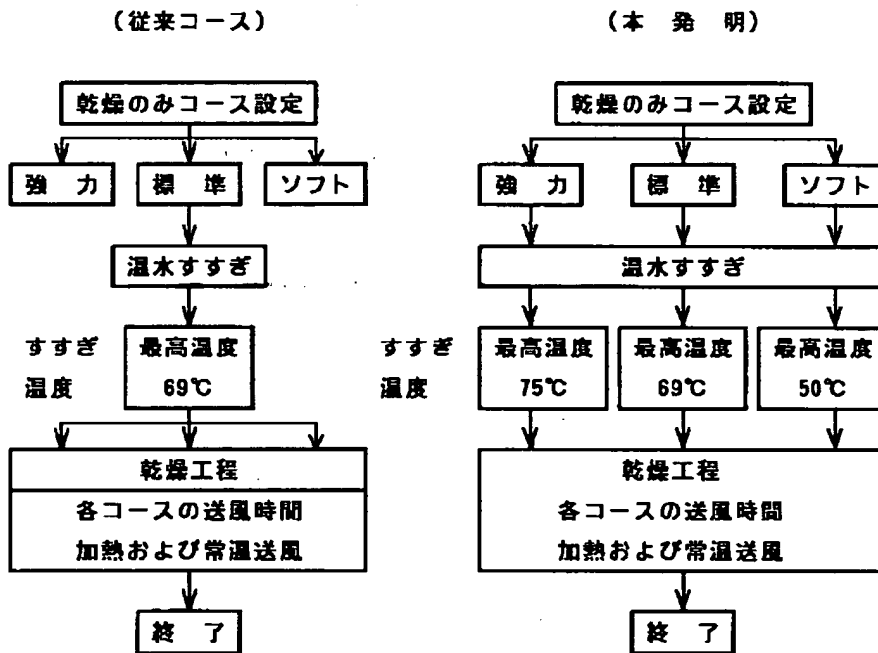 (従来コース)
乾燥のみコース設定
強 力
標 準
ソフト
温水すすぎ
すすぎ
温度
最高温度
69℃
乾燥工程
各コースの送風時間
加熱および常温送風
終 了
(本 発 明)
乾燥のみコース設定
強 力
標 準
ソフト
温水すすぎ
すすぎ
温度
最高温度
75℃
最高温度
69℃
最高温度
50℃
乾燥工程
各コースの送風時間
加熱および常温送風
終 了